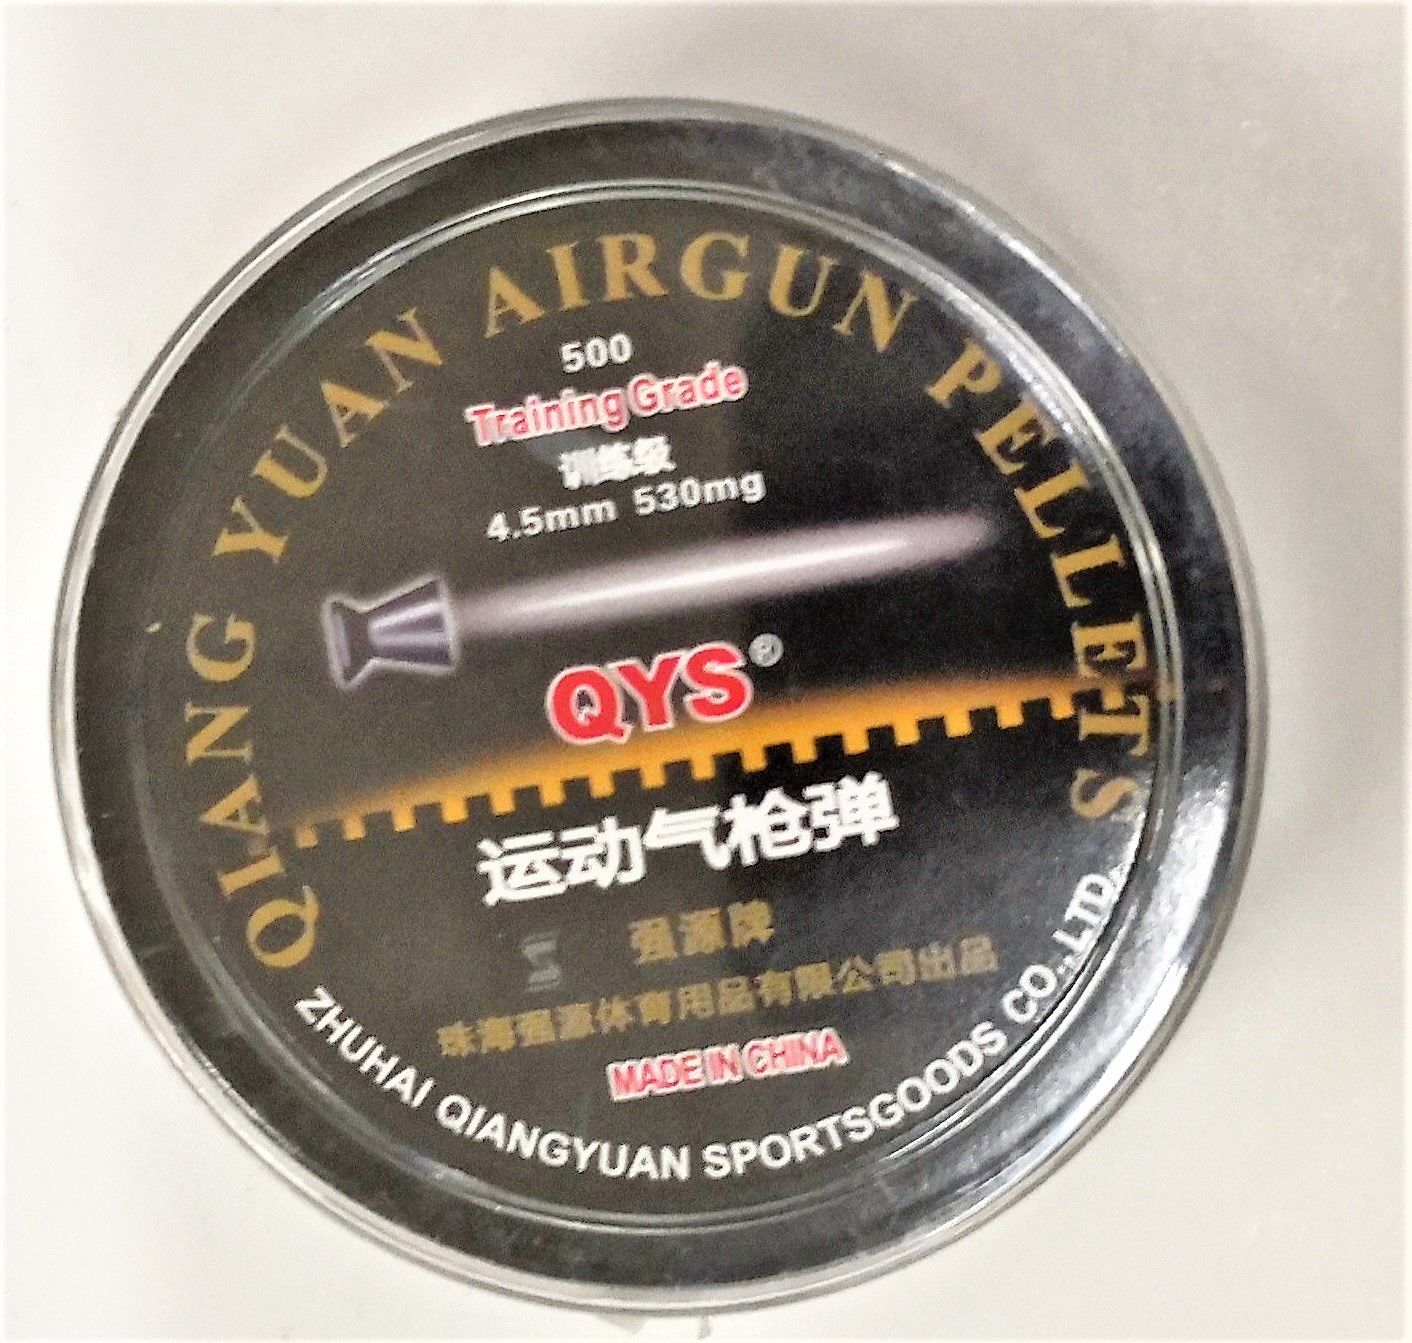 QIANG YUAN AIRGUN PELLETS
500
Training Grade
训练级
4.5mm 530mg
QYS®
运动气枪弹
强源牌
珠海强源体育用品有限公司出品
MADE IN CHINA
ZHUHAI QIANGYUAN SPORTSGOODS CO.,LTD.